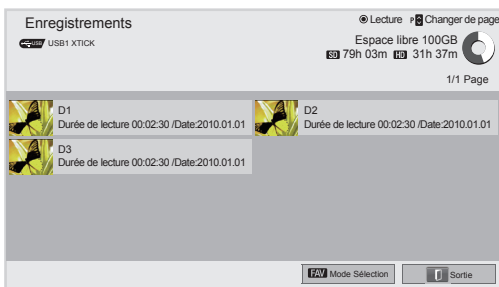 Enregistrements
Lecture P Changer de page
USB USB1 XTICK
Espace libre 100GB
SD 79h 03m HD 31h 37m
1/1 Page
D1
Durée de lecture 00:02:30 /Date:2010.01.01
D2
Durée de lecture 00:02:30 /Date:2010.01.01
D3
Durée de lecture 00:02:30 /Date:2010.01.01
FAV Mode Sélection
Sortie